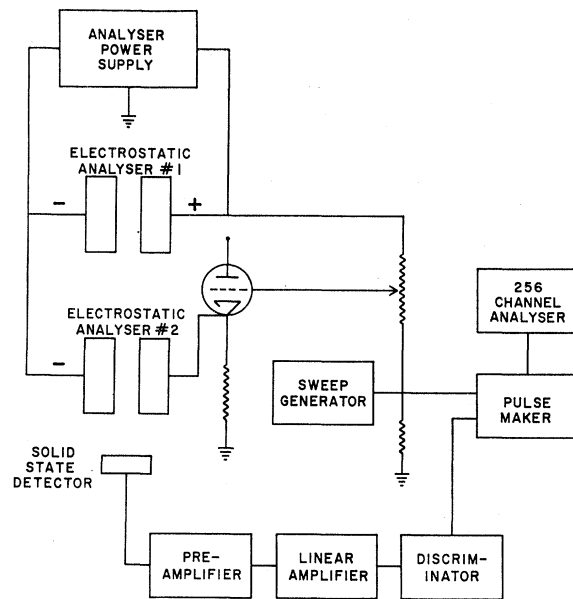 ANALYSER
POWER
SUPPLY
ELECTROSTATIC
ANALYSER #1
−
+
ELECTROSTATIC
ANALYSER #2
−
256
CHANNEL
ANALYSER
SWEEP
GENERATOR
PULSE
MAKER
SOLID
STATE
DETECTOR
PRE-
AMPLIFIER
LINEAR
AMPLIFIER
DISCRIM-
INATOR